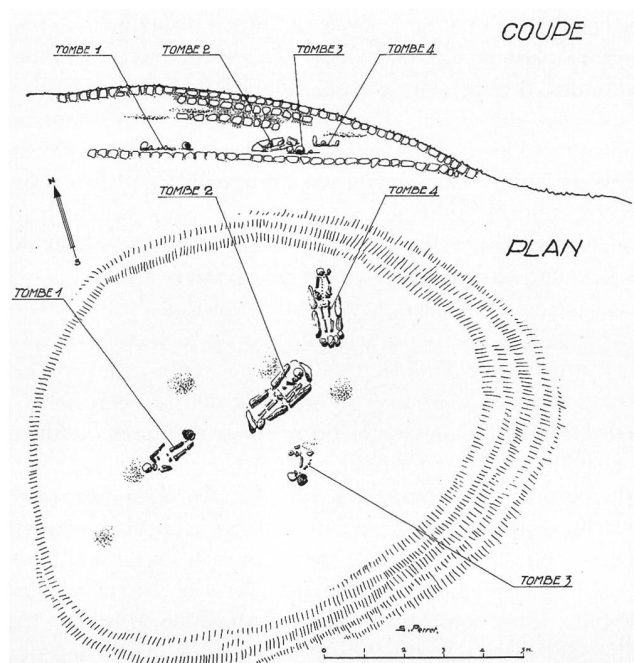 COUPE
TOMBE 1
TOMBE 2
TOMBE 3
TOMBE 4
N
S
TOMBE 2
TOMBE 4
PLAN
TOMBE 1
TOMBE 3
S. Perret.
0 1 2 3 4 5 M.